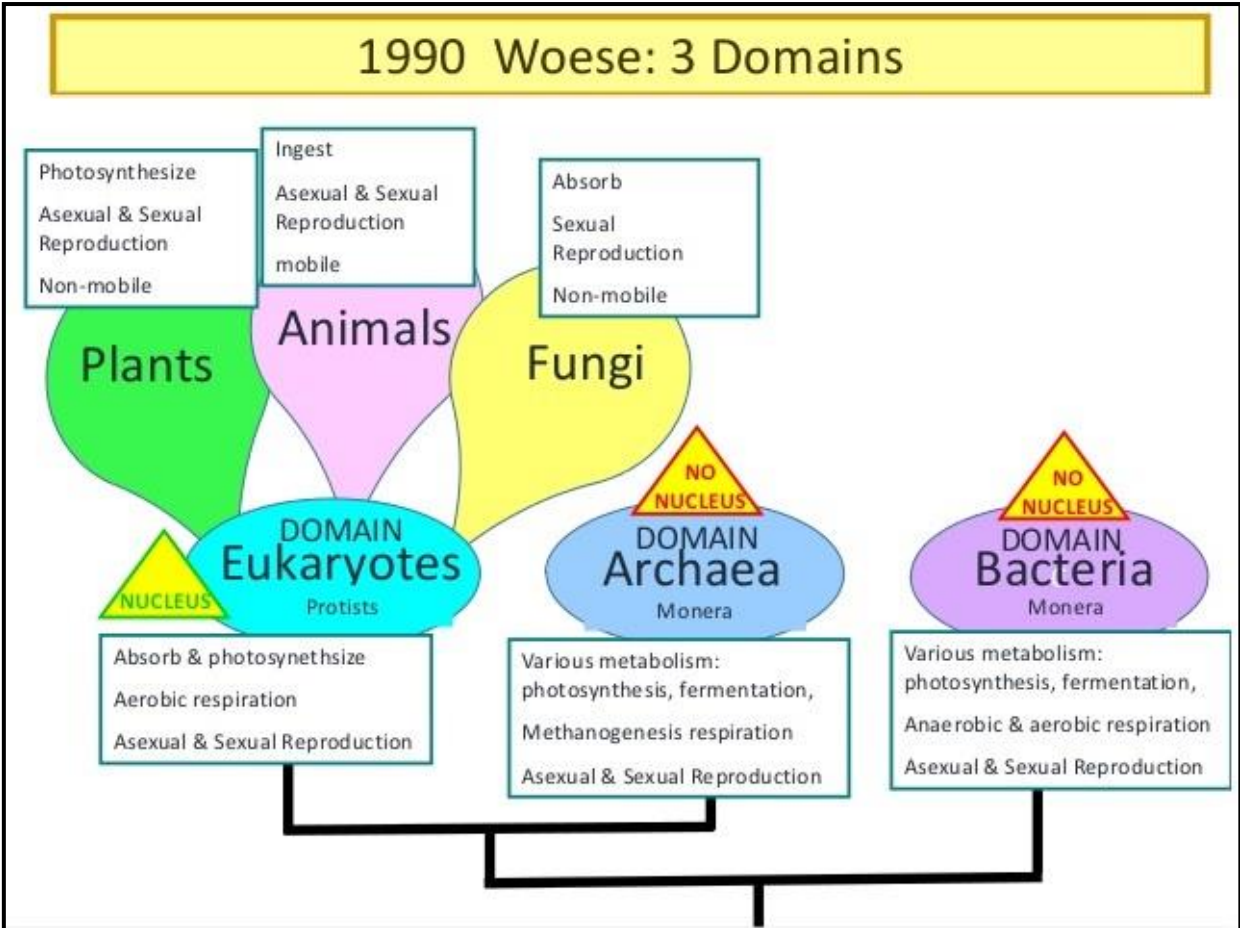 1990 Woese: 3 Domains
Photosynthesize
Asexual & Sexual
Reproduction
Non-mobile
Ingest
Asexual & Sexual
Reproduction
mobile
Absorb
Sexual
Reproduction
Non-mobile
Plants
Animals
Fungi
NUCLEUS
DOMAIN
Eukaryotes
Protists
NO
NUCLEUS
DOMAIN
Archaea
Monera
NO
NUCLEUS
DOMAIN
Bacteria
Monera
Absorb & photosynethsize
Aerobic respiration
Asexual & Sexual Reproduction
Various metabolism:
photosynthesis, fermentation,
Methanogenesis respiration
Asexual & Sexual Reproduction
Various metabolism:
photosynthesis, fermentation,
Anaerobic & aerobic respiration
Asexual & Sexual Reproduction